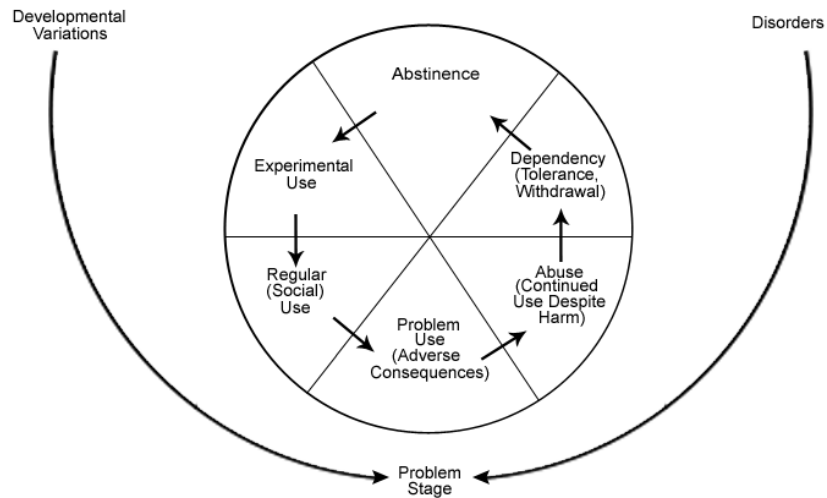 Developmental
Variations
Disorders
Abstinence
Experimental
Use
Dependency
(Tolerance,
Withdrawal)
Regular
(Social)
Use
Abuse
(Continued
Use Despite
Harm)
Problem
Use
(Adverse
Consequences)
Problem
Stage